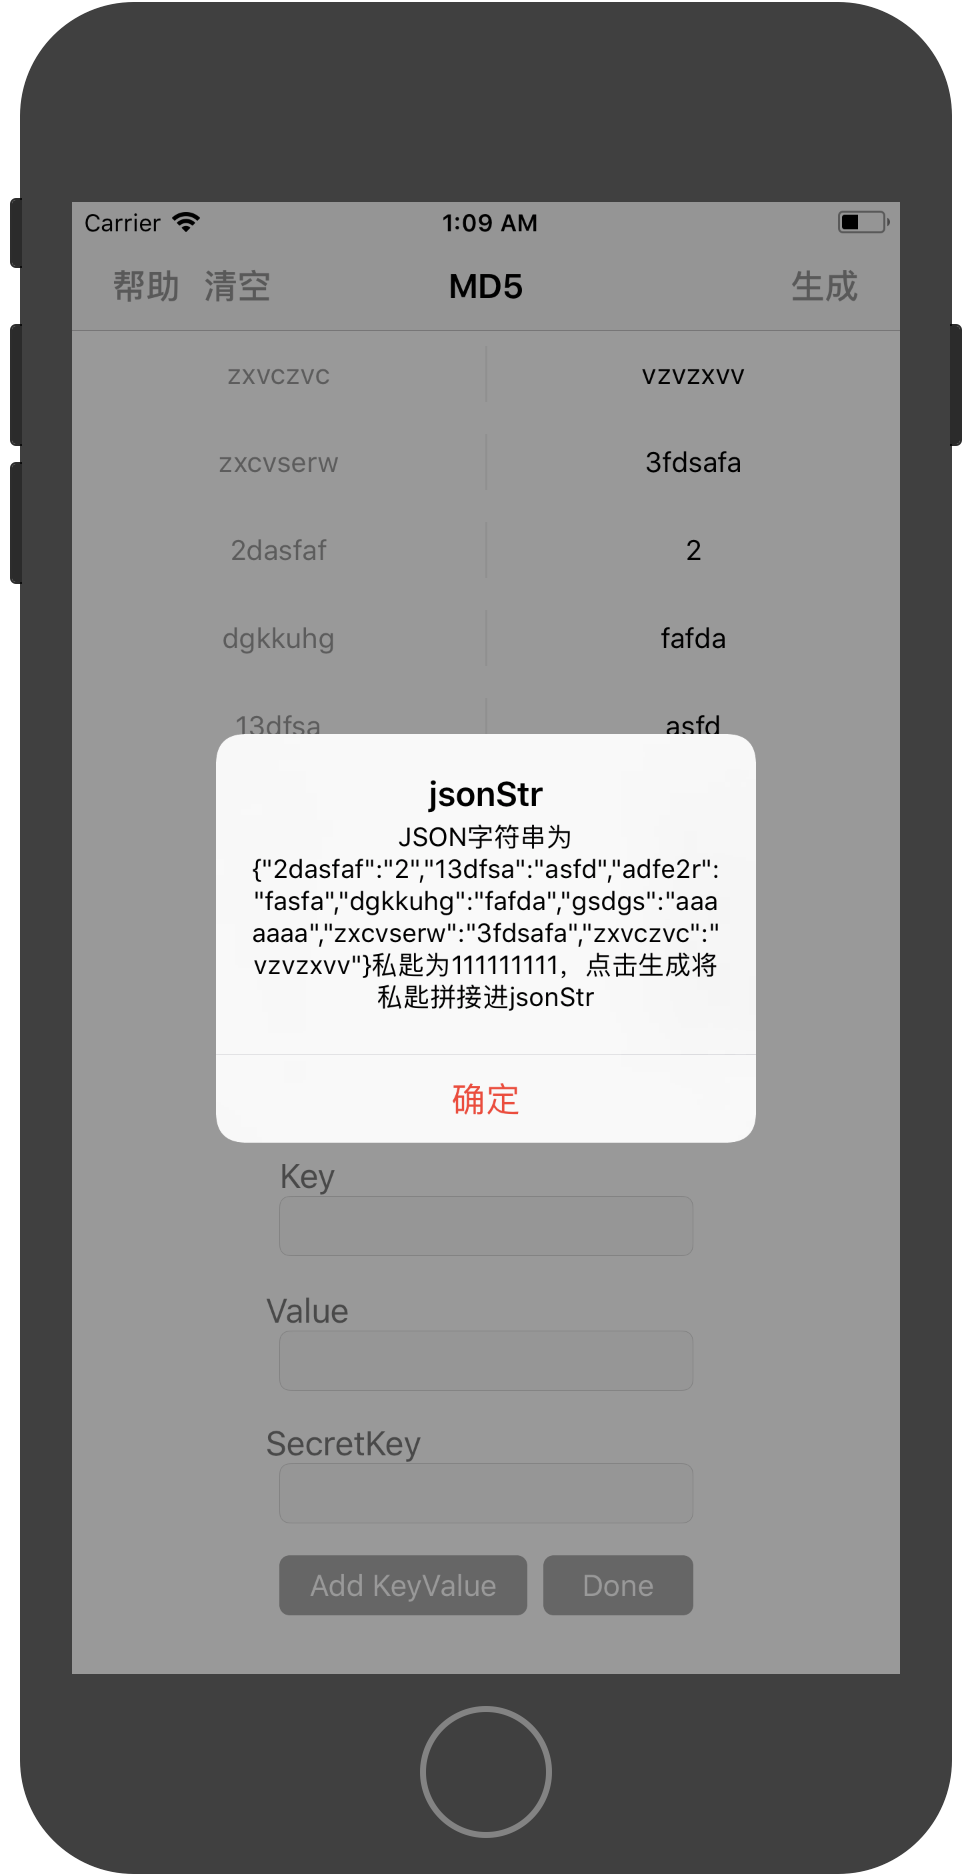 Carrier 1:09 AM
帮助 清空 MD5 生成
zxvczvc vzvzxvv
zxcvserw 3fdsafa
2dasfaf 2
dgkkuhg fafda
13dfsa asfd
jsonStr
JSON字符串为
{"2dasfaf":"2","13dfsa":"asfd","adfe2r":
"fasfa","dgkkuhg":"fafda","gsdgs":"aaa
aaaa","zxcvserw":"3fdsafa","zxvczvc":"
vzvzxvv"}私匙为111111111，点击生成将
私匙拼接进jsonStr
确定
Key
Value
SecretKey
Add KeyValue Done